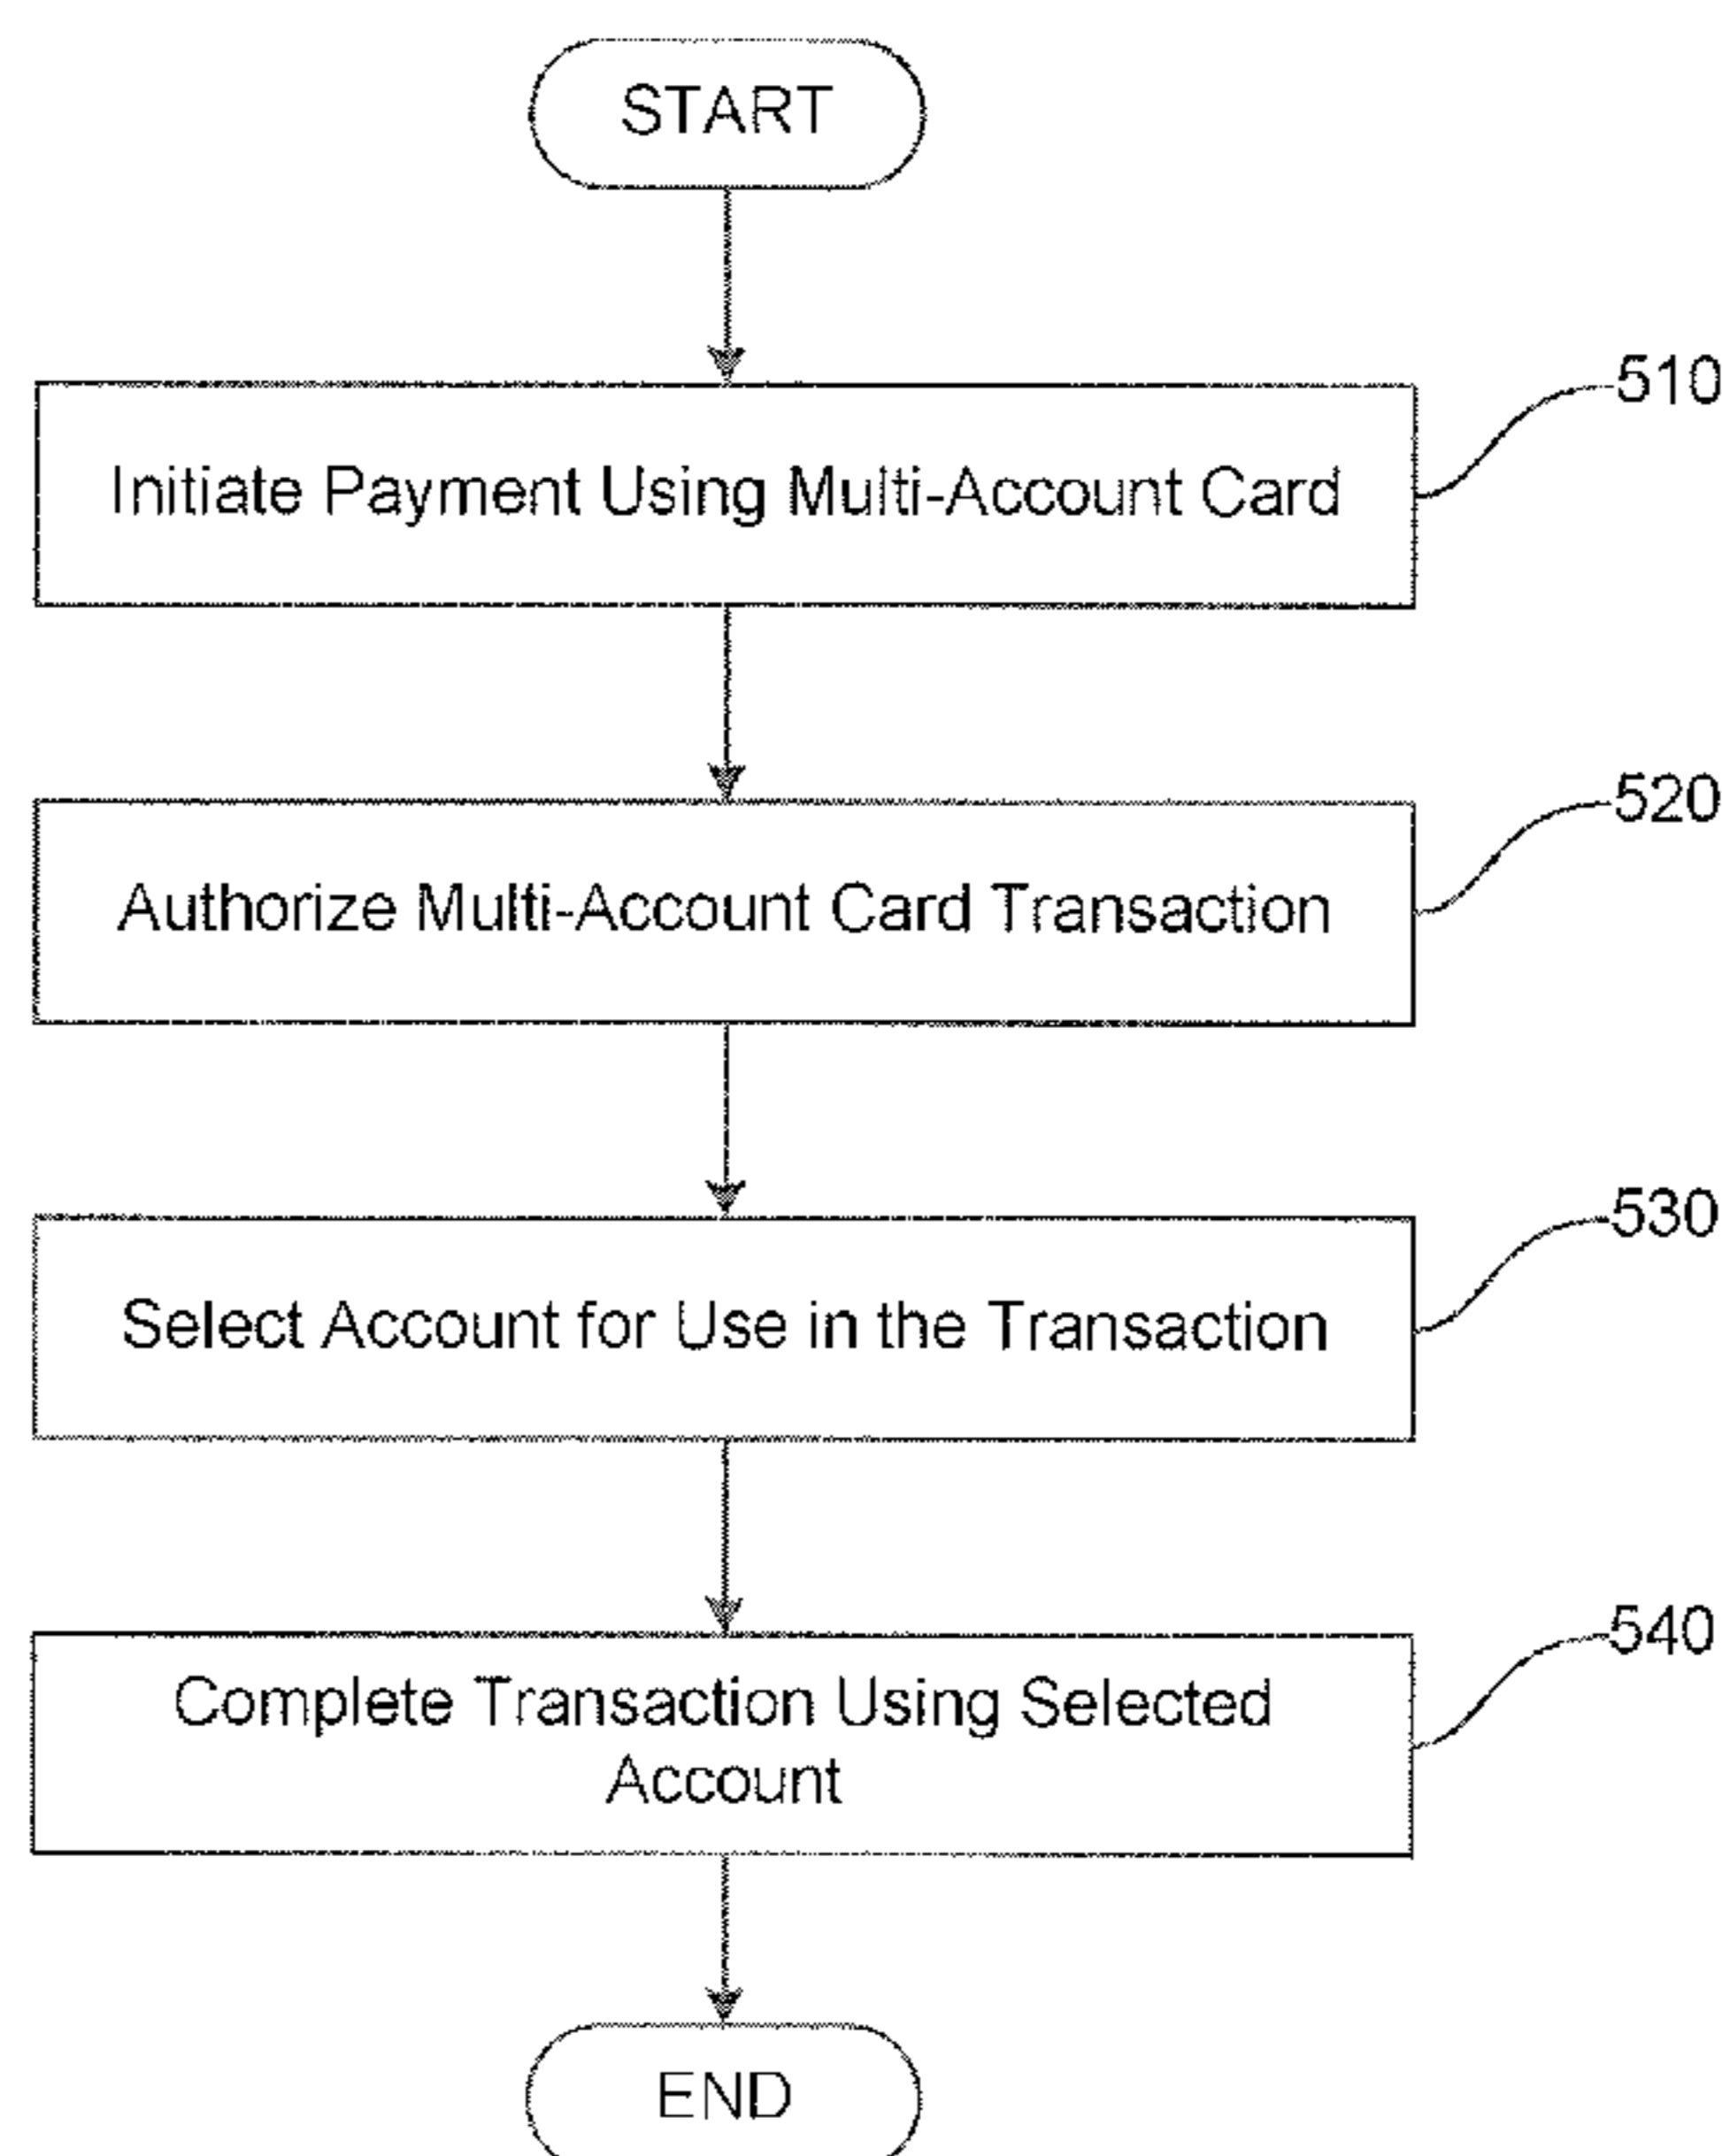 START
510
Initiate Payment Using Multi-Account Card
520
Authorize Multi-Account Card Transaction
530
Select Account for Use in the Transaction
540
Complete Transaction Using Selected
Account
END